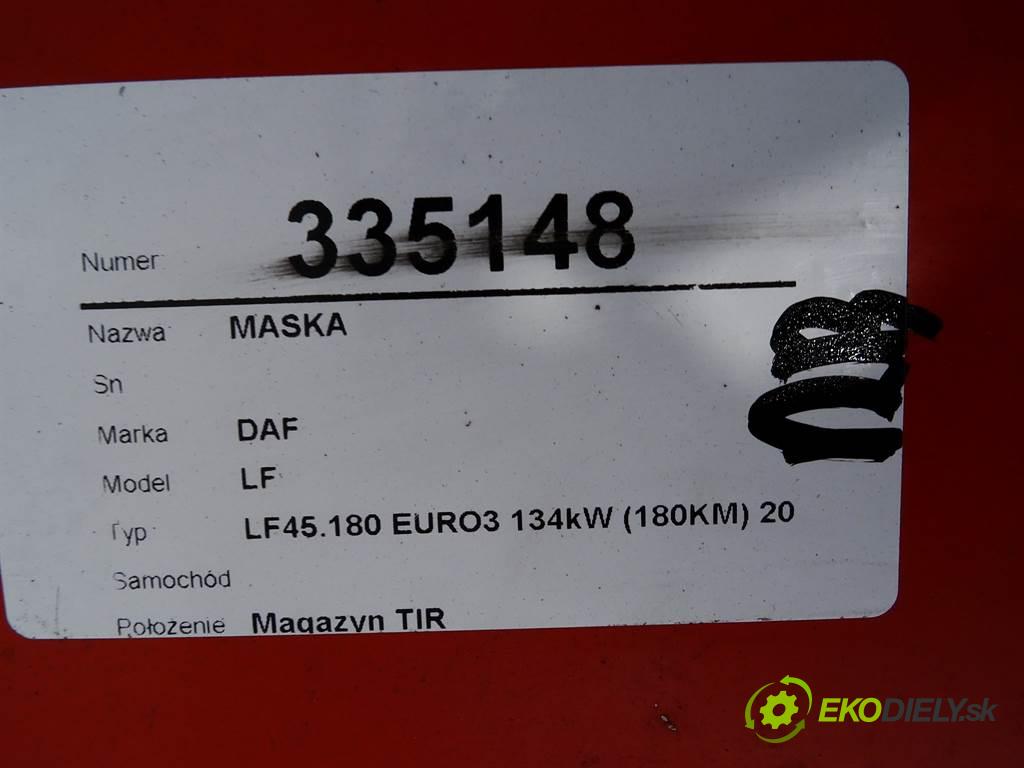 Numer 335148
Nazwa MASKA
Sn
Marka DAF
Model LF
Typ LF45.180 EURO3 134kW (180KM) 20
Samochód
Położenie Magazyn TIR
EKODIELY.sk